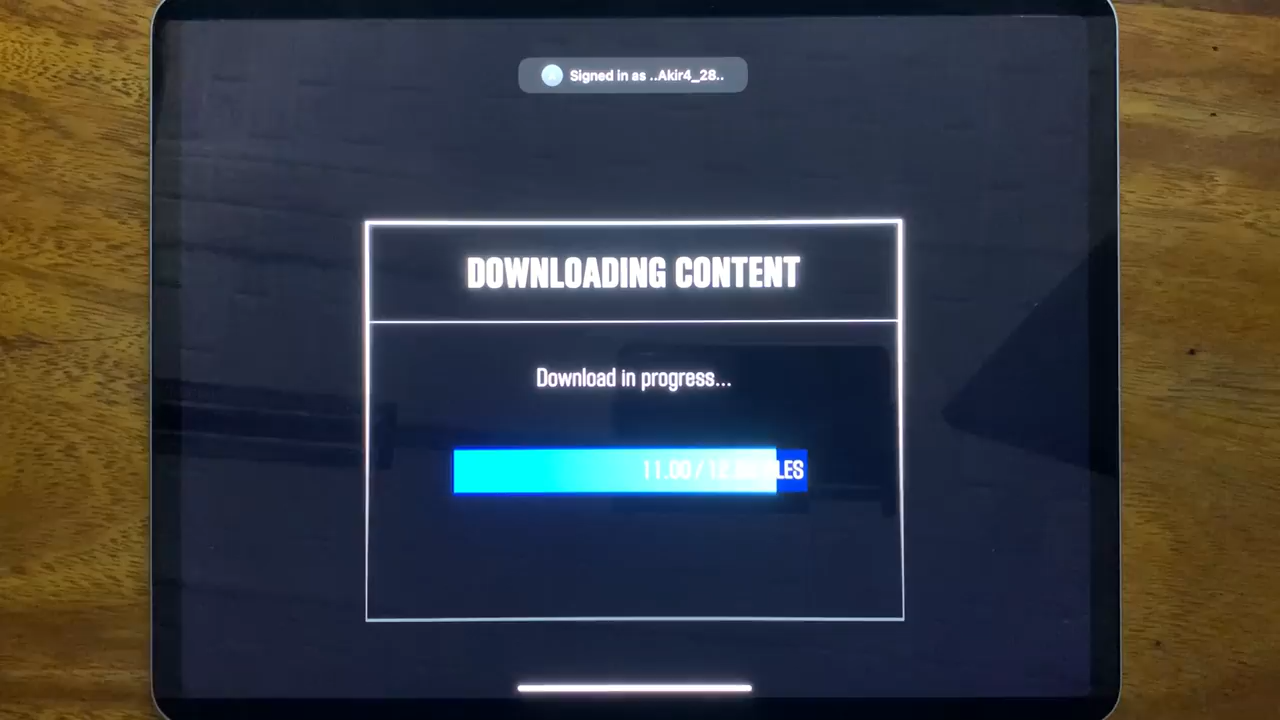 Signed in as ..Akir4_28..
DOWNLOADING CONTENT
Download in progress...
11.00 / 12